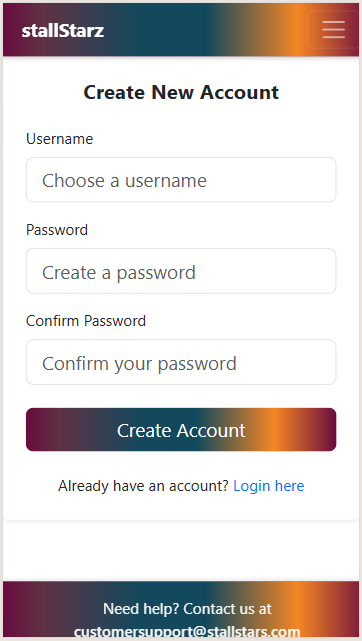 stallStarz
Create New Account
Username
Choose a username
Password
Create a password
Confirm Password
Confirm your password
Create Account
Already have an account? Login here
Need help? Contact us at
customersupport@stallstars.com